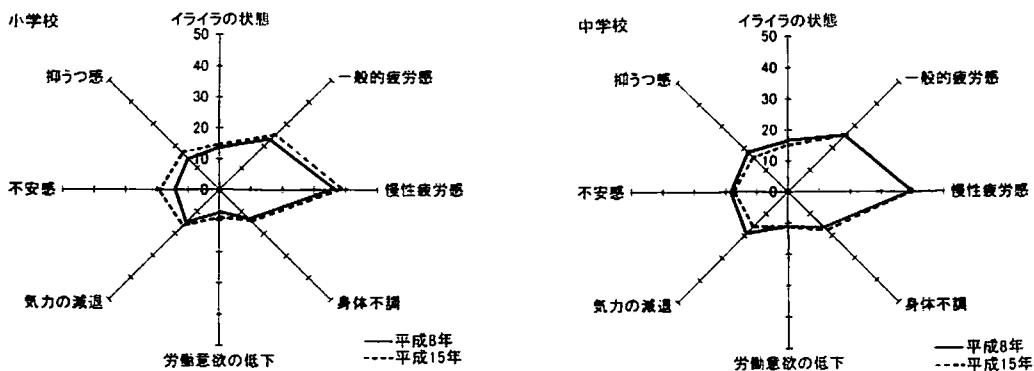 小学校
イライラの状態
50
40
30
20
10
0
一般的疲労感
慢性疲労感
身体不調
労働意欲の低下
気力の減退
不安感
抑うつ感
平成8年
平成15年
中学校
イライラの状態
50
40
30
20
10
0
一般的疲労感
慢性疲労感
身体不調
労働意欲の低下
気力の減退
不安感
抑うつ感
平成8年
平成15年